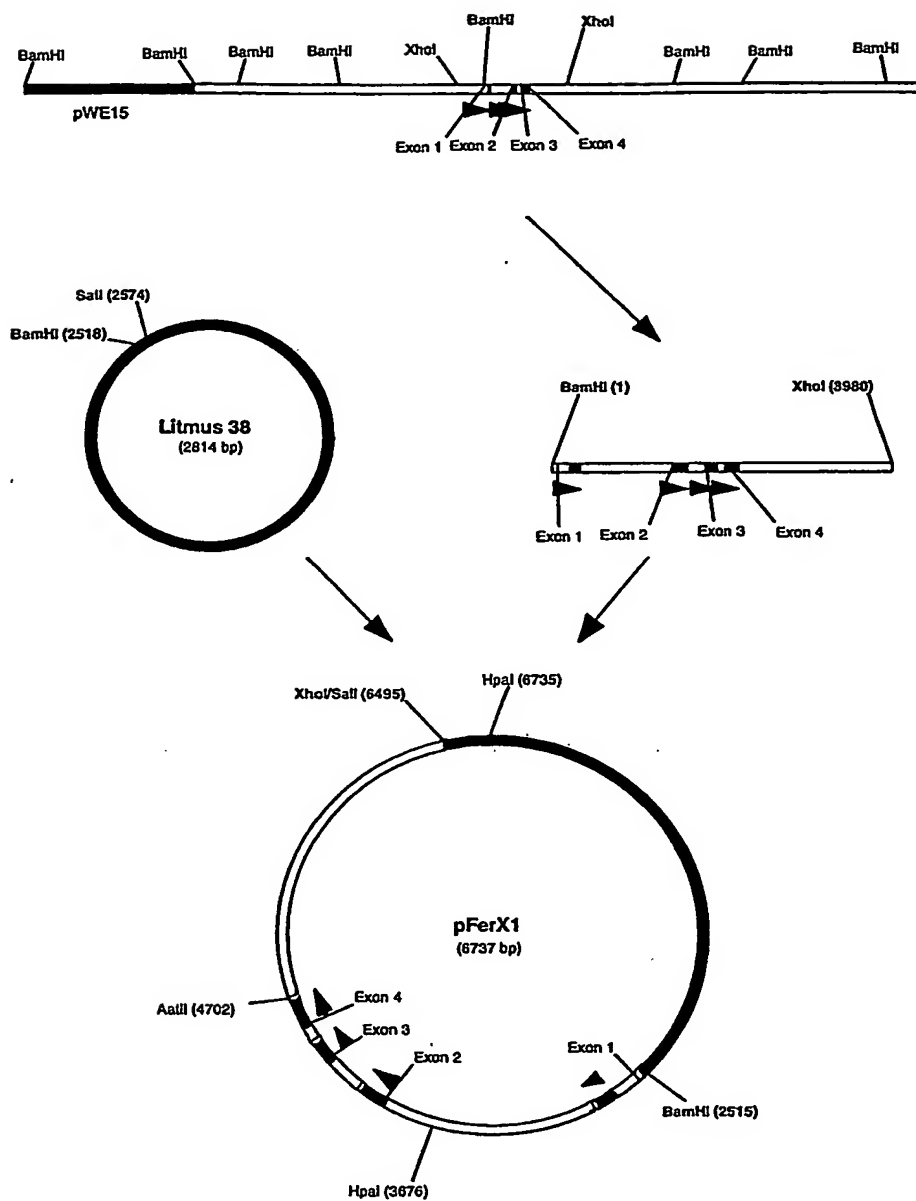 BamHI
XhoI
BamHI
BamHI
BamHI
BamHI
XhoI
BamHI
BamHI
BamHI
pWE15
Exon 1
Exon 2
Exon 3
Exon 4
SalI (2574)
BamHI (2518)
Litmus 38
(2814 bp)
BamHI (1)
XhoI (3980)
Exon 1
Exon 2
Exon 3
Exon 4
HpaI (6735)
XhoI/SalI (6495)
pFerX1
(6737 bp)
AatII (4702)
Exon 4
Exon 3
Exon 2
Exon 1
BamHI (2515)
HpaI (3676)